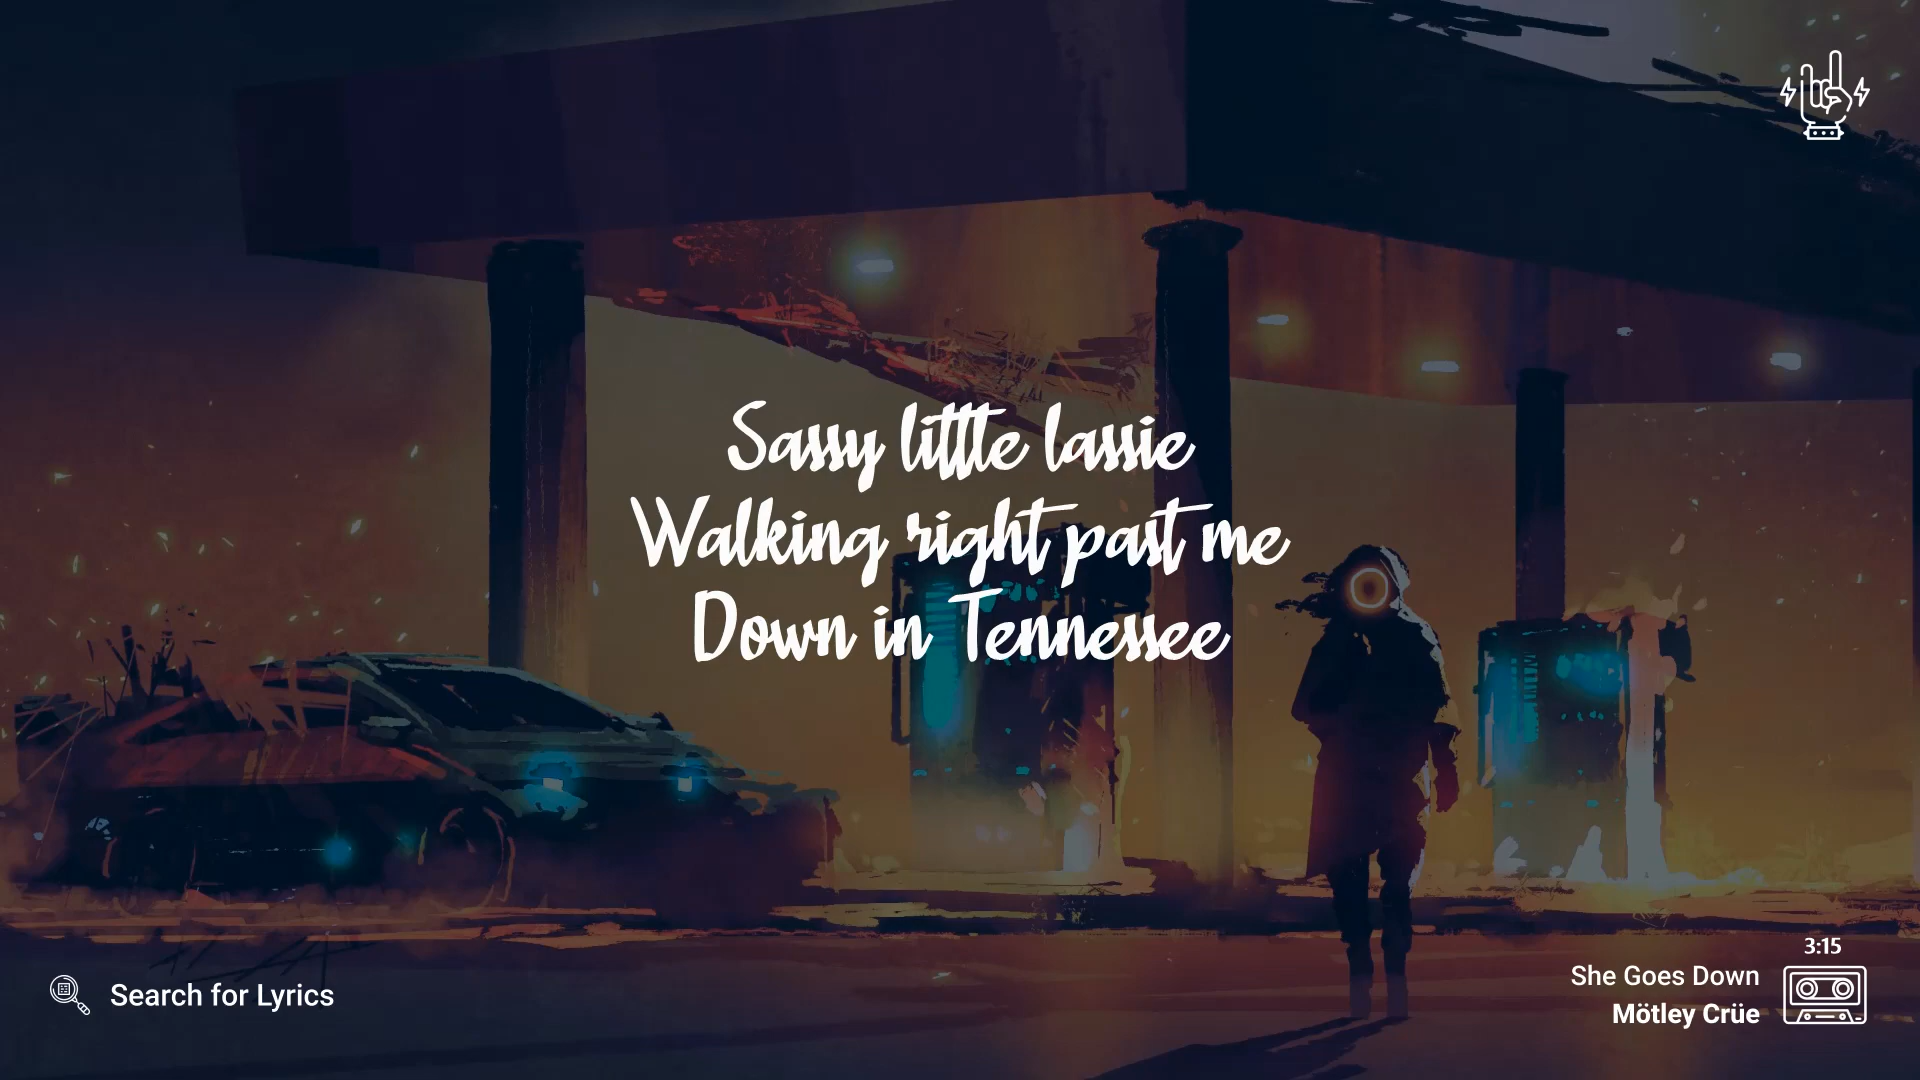 Sassy little lassie
Walking right past me
Down in Tennessee
Search for Lyrics
3:15
She Goes Down
Mötley Crüe